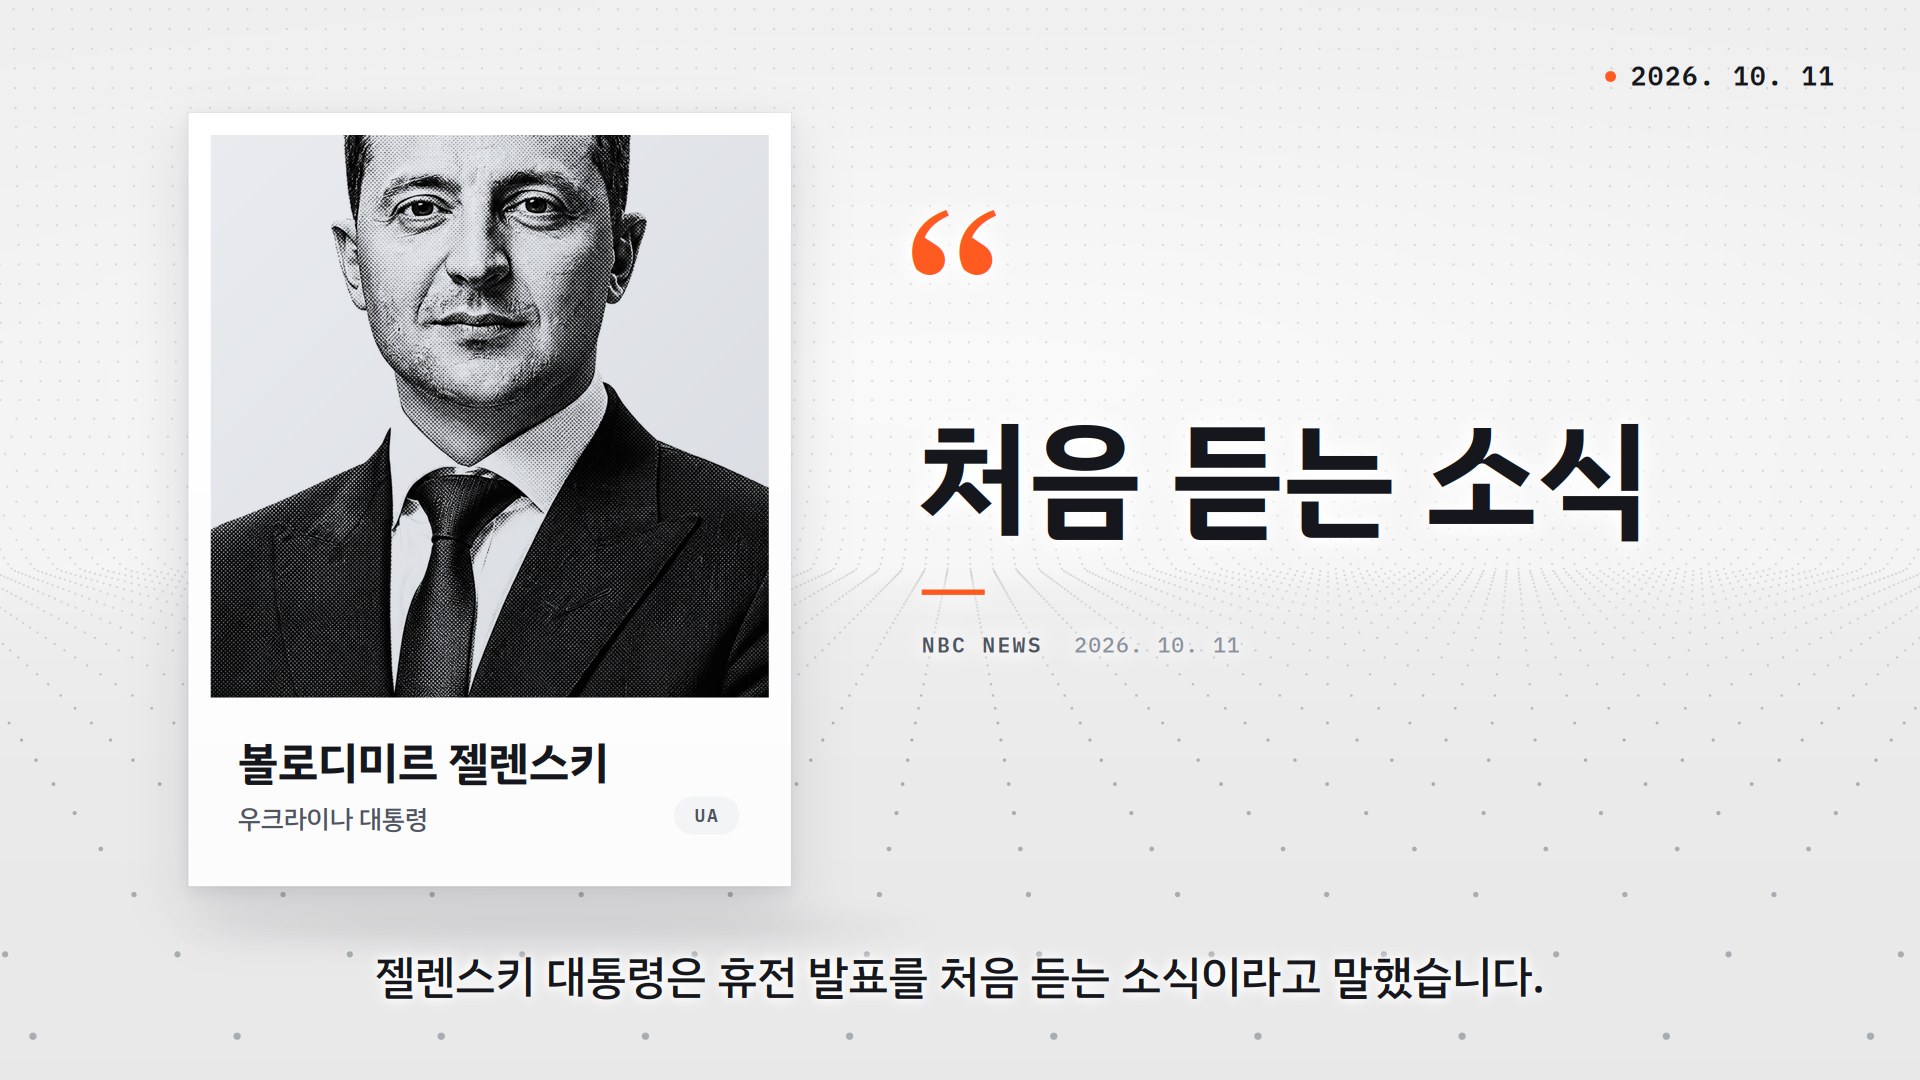 2026. 10. 11
“
처음 듣는 소식
NBC NEWS 2026. 10. 11
볼로디미르 젤렌스키
우크라이나 대통령
UA
젤렌스키 대통령은 휴전 발표를 처음 듣는 소식이라고 말했습니다.